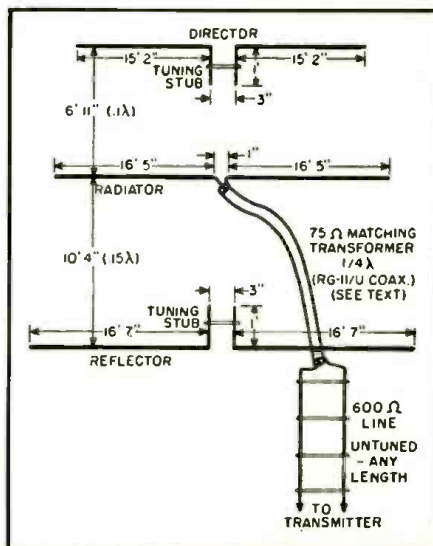 DIRECTOR
15' 2"
15' 2"
TUNING
STUB
1'
3"
6' 11" (.1λ)
1"
16' 5"
16' 5"
RADIATOR
75 Ω MATCHING
TRANSFORMER
1/4 λ
(RG-11/U COAX.)
(SEE TEXT)
10' 4" (.15λ)
3"
TUNING
STUB
1'
16' 7"
16' 7"
REFLECTOR
600 Ω
LINE
UNTUNED
- ANY
LENGTH
TO
TRANSMITTER